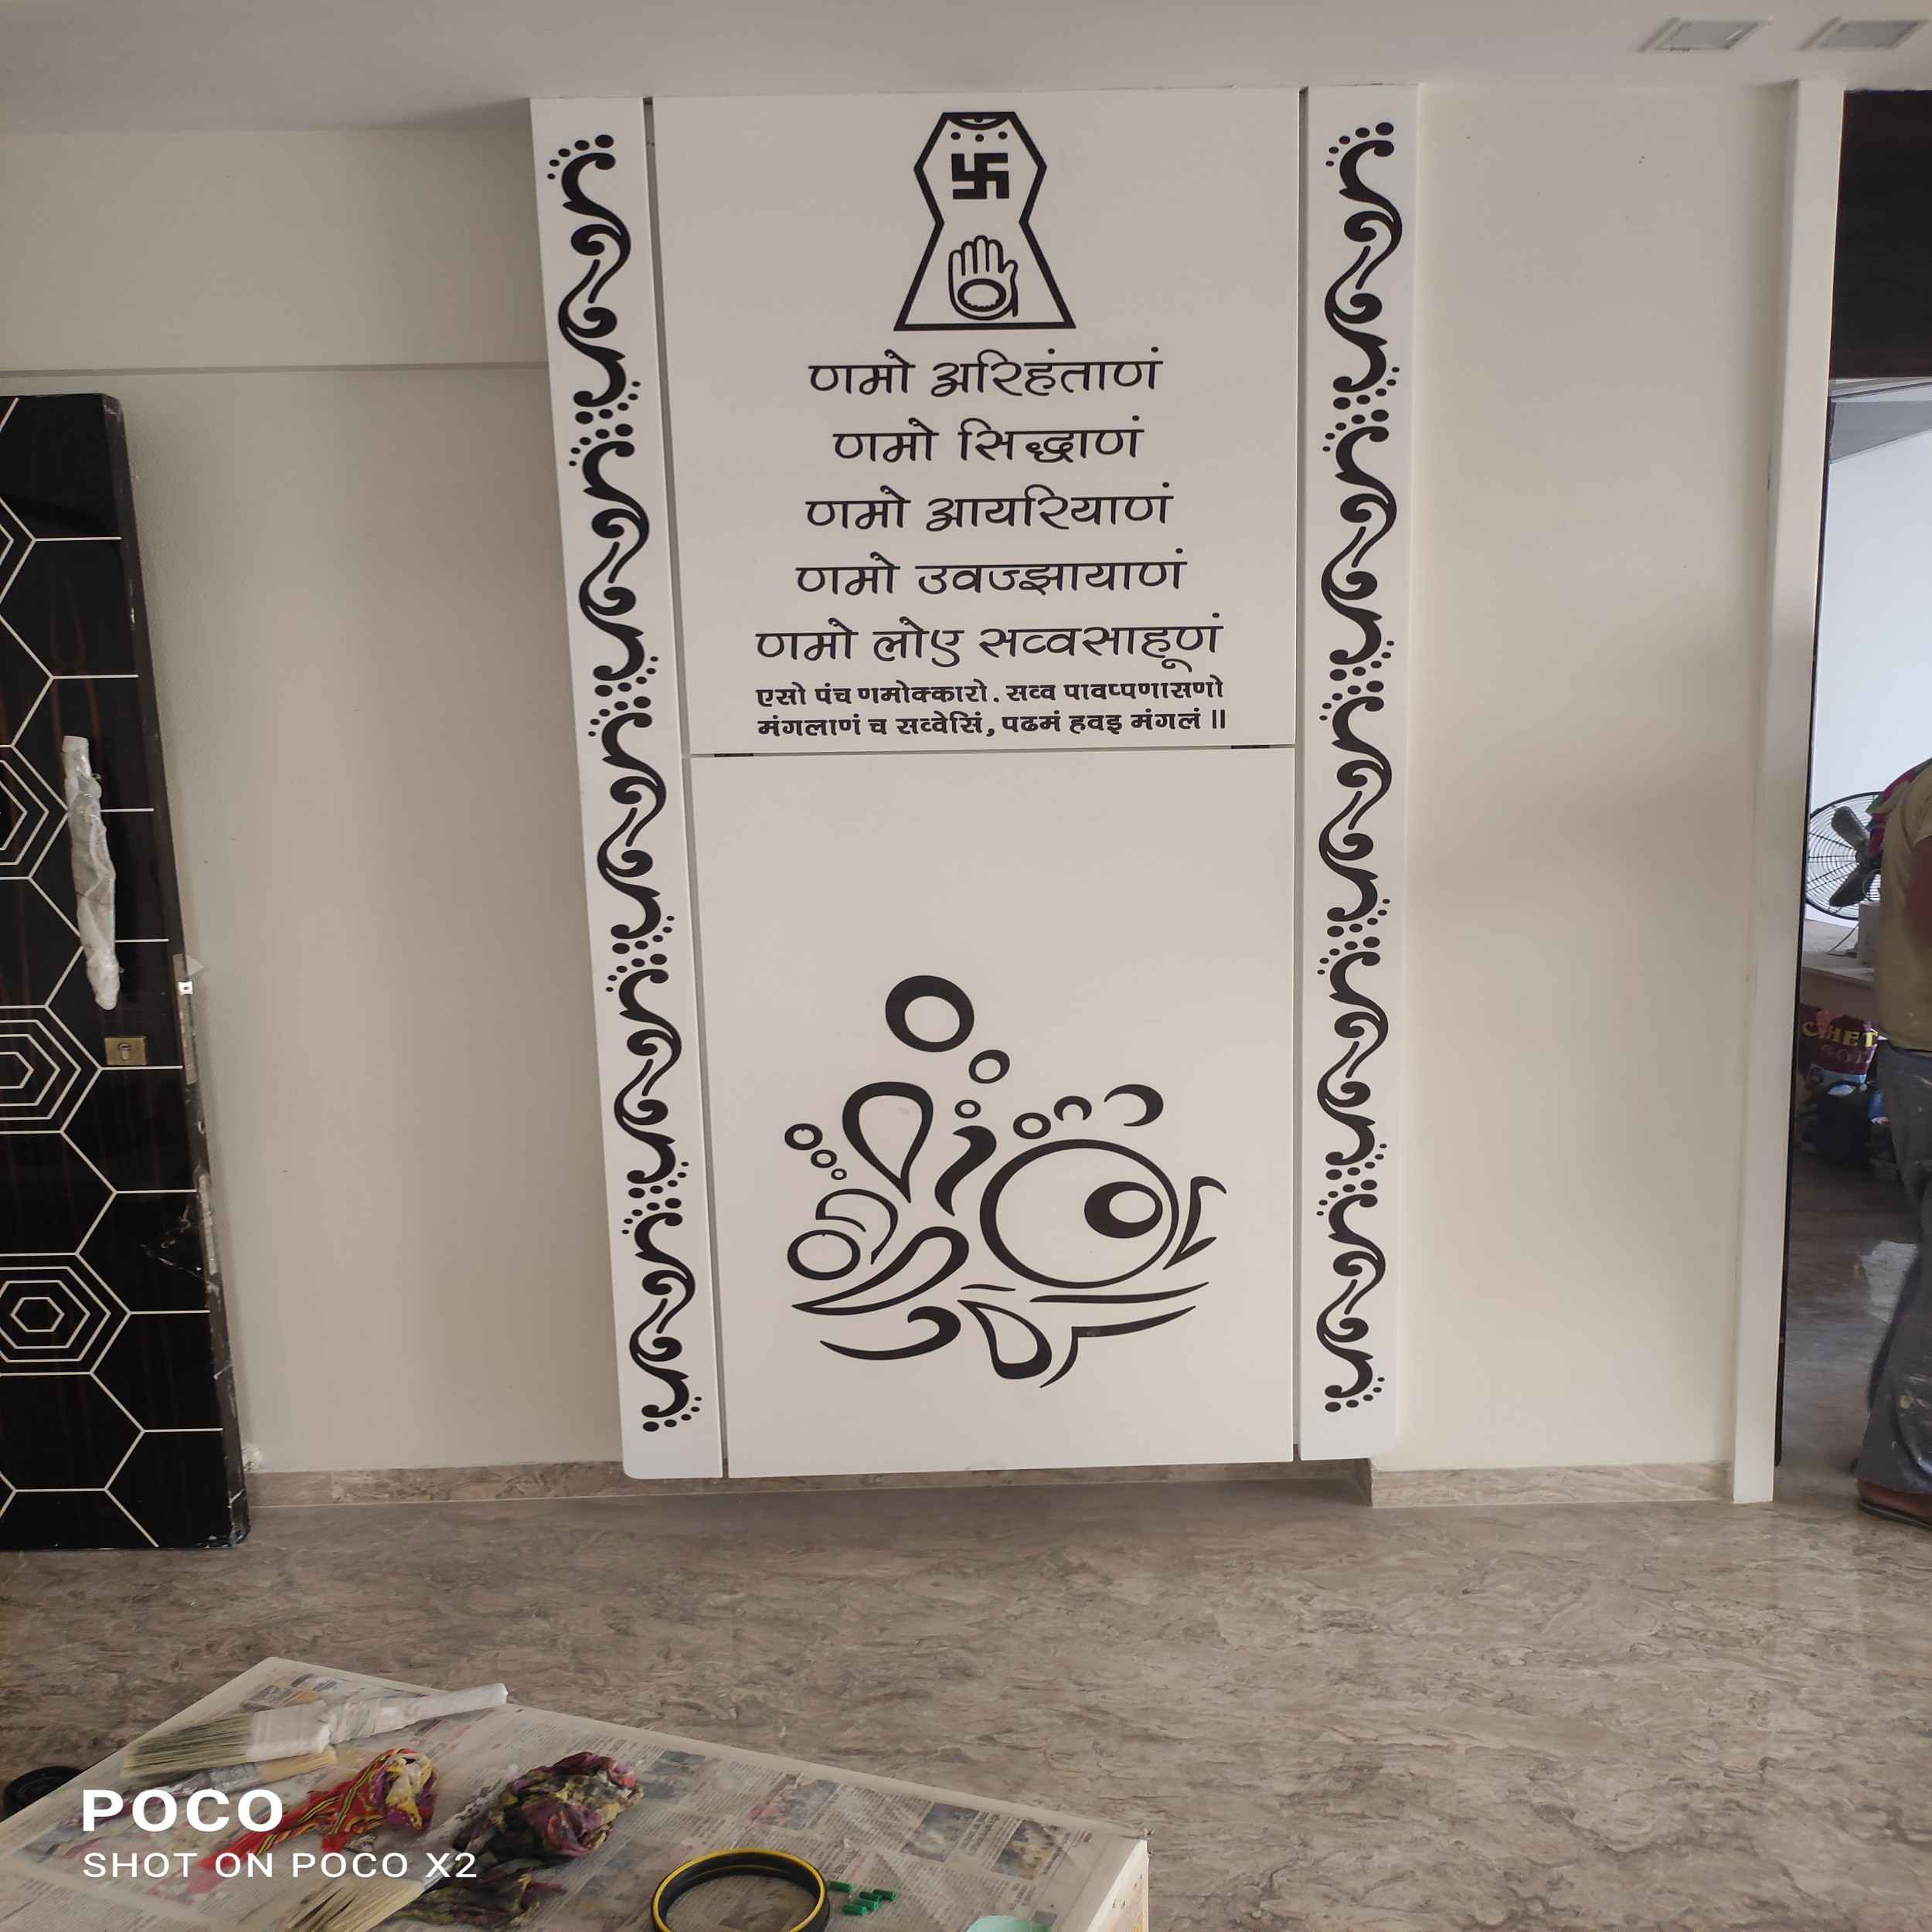 णमो अरिहंताणं
णमो सिद्धाणं
णमो आयरियाणं
णमो उवज्झायाणं
णमो लोए सव्वसाहूणं
एसो पंच णमोक्कारो. सव्व पावप्पणासणो
मंगलाणं च सव्वेसिं, पढमं हवइ मंगलं ॥
POCO
SHOT ON POCO X2